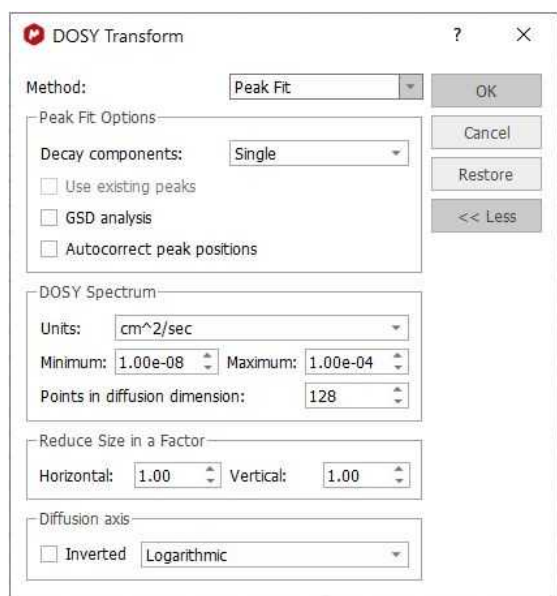 DOSY Transform ? ×
Method: Peak Fit OK
Peak Fit Options
Cancel
Decay components: Single
Restore
Use existing peaks
GSD analysis << Less
Autocorrect peak positions
DOSY Spectrum
Units: cm^2/sec
Minimum: 1.00e-08 Maximum: 1.00e-04
Points in diffusion dimension: 128
Reduce Size in a Factor
Horizontal: 1.00 Vertical: 1.00
Diffusion axis
Inverted Logarithmic